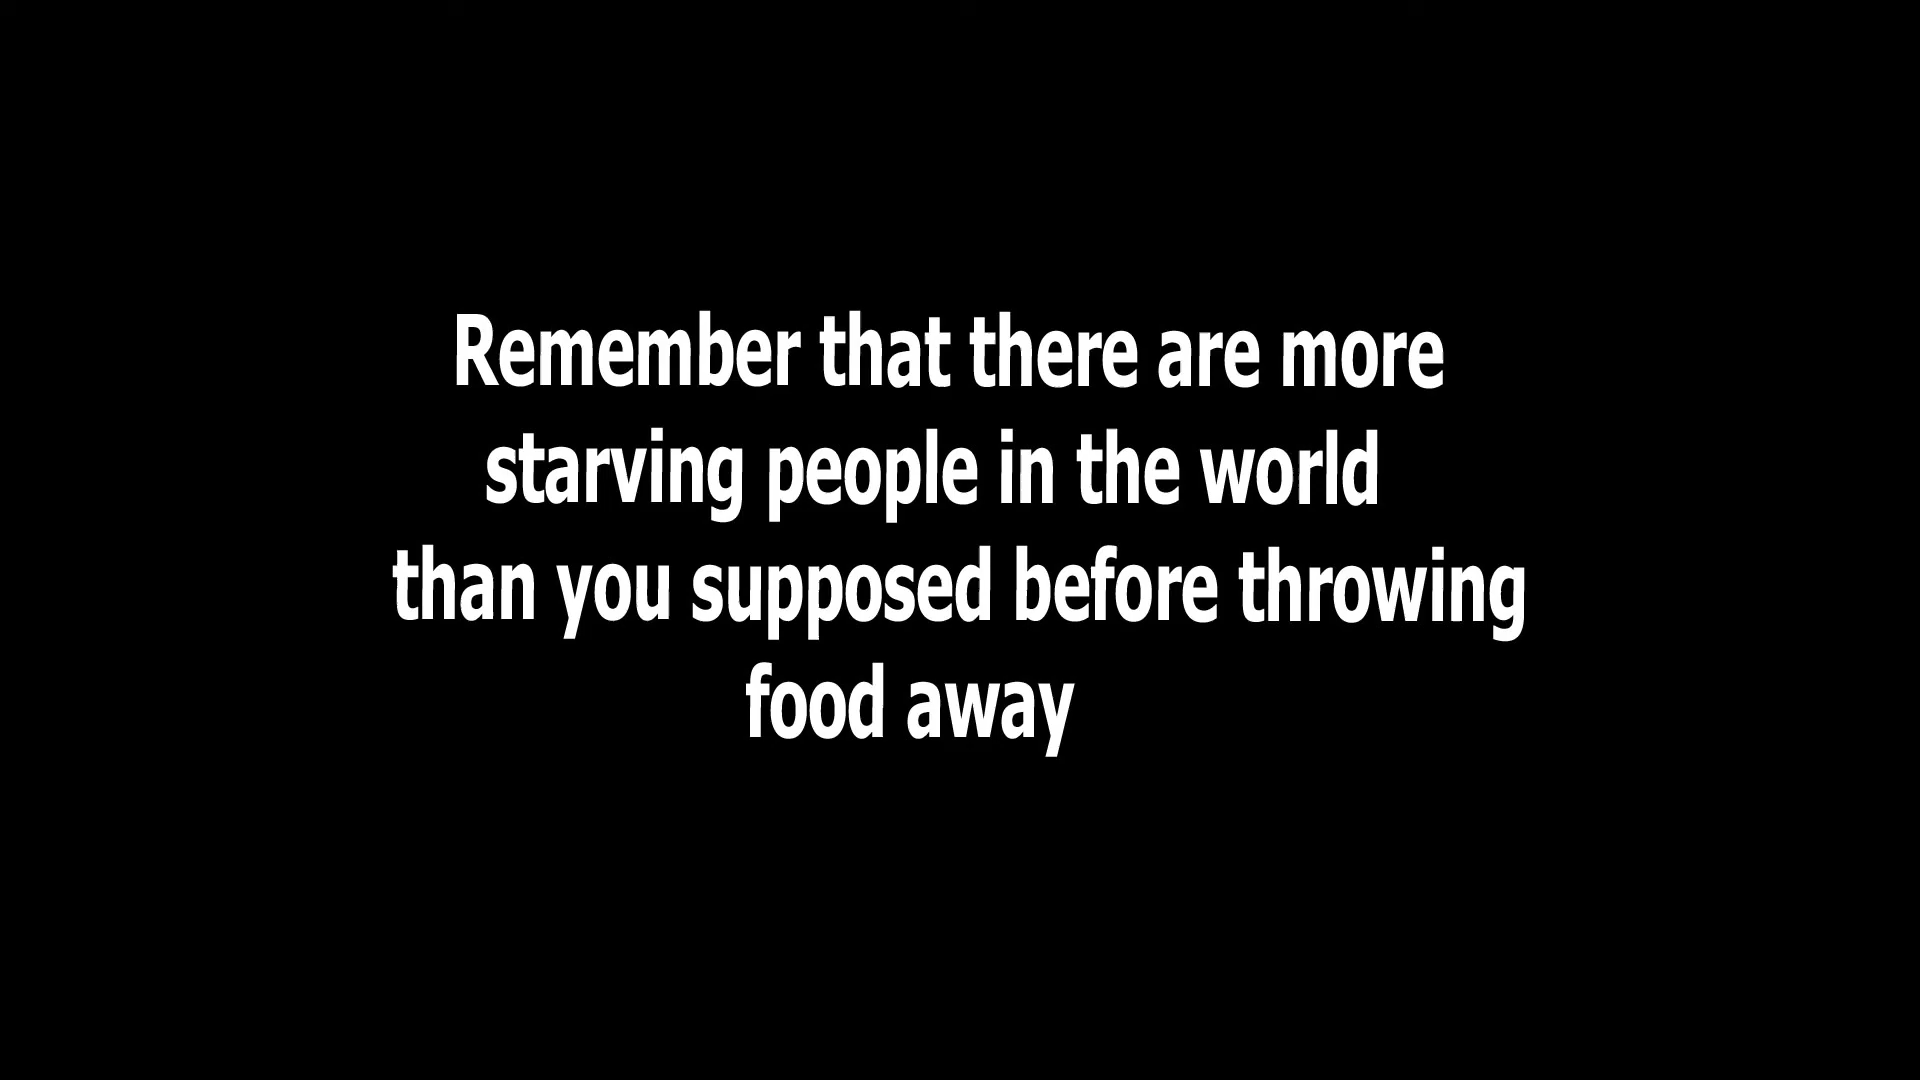 Remember that there are more
starving people in the world
than you supposed before throwing
food away